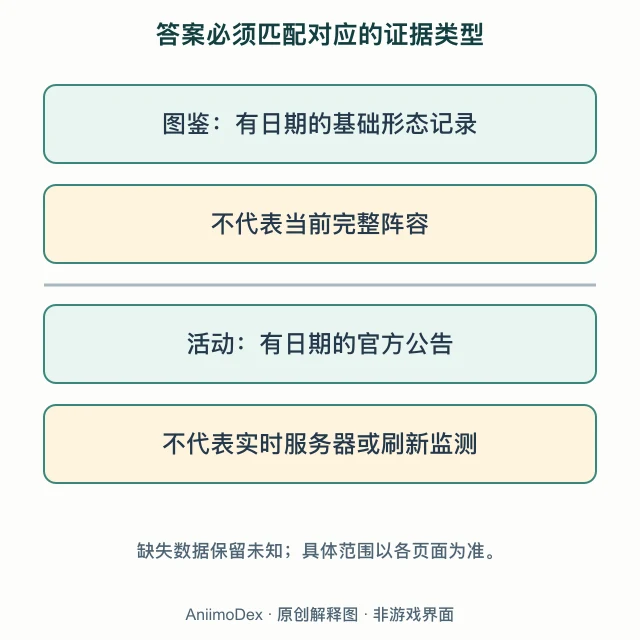 答案必须匹配对应的证据类型
图鉴：有日期的基础形态记录
不代表当前完整阵容
活动：有日期的官方公告
不代表实时服务器或刷新监测
缺失数据保留未知；具体范围以各页面为准。
AniimoDex · 原创解释图 · 非游戏界面